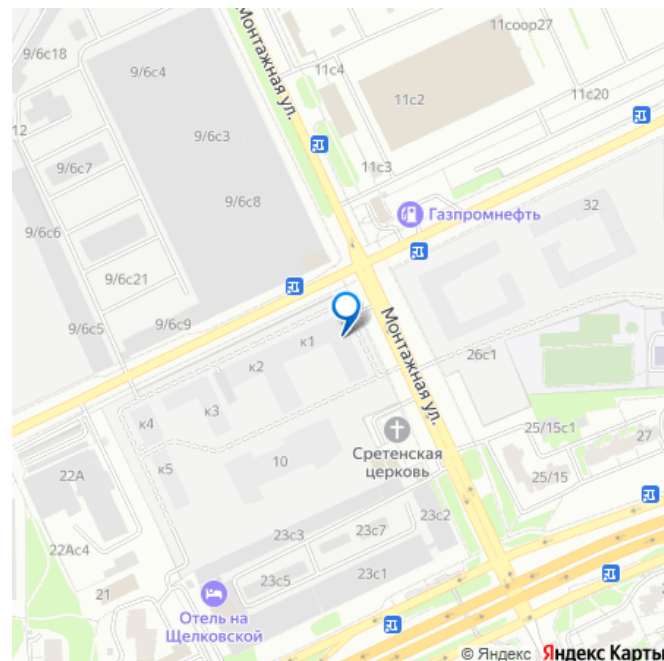 9/6с18
Монтажная ул.
11соор27
9/6с4
11с4
11с2
11с20
12
9/6с3
9/6с7
11с3
9/6с8
32
Газпромнефть
9/6с6
9/6с21
9/6с5
9/6с9
к1
Монтажная ул.
к2
26с1
к3
к4
Сретенская
церковь
25/15с1
27
10
к5
25/15
22А
23с2
23с3
23с7
22Ас4
23с5
23с1
21
Отель на
Щелковской
© Яндекс Яндекс Карты